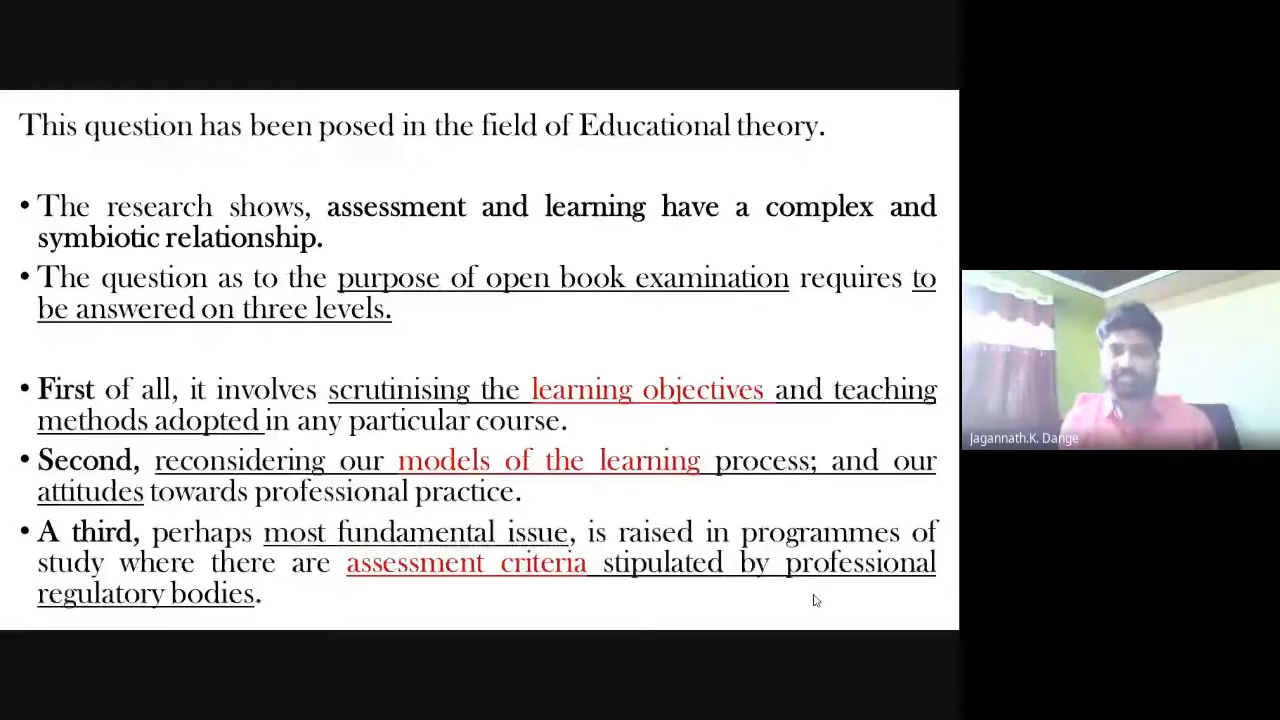 This question has been posed in the field of Educational theory.
• The research shows, assessment and learning have a complex and
symbiotic relationship.
• The question as to the purpose of open book examination requires to
be answered on three levels.
• First of all, it involves scrutinising the learning objectives and teaching
methods adopted in any particular course.
• Second, reconsidering our models of the learning process; and our
attitudes towards professional practice.
• A third, perhaps most fundamental issue, is raised in programmes of
study where there are assessment criteria stipulated by professional
regulatory bodies.
Jagannath.K. Dange